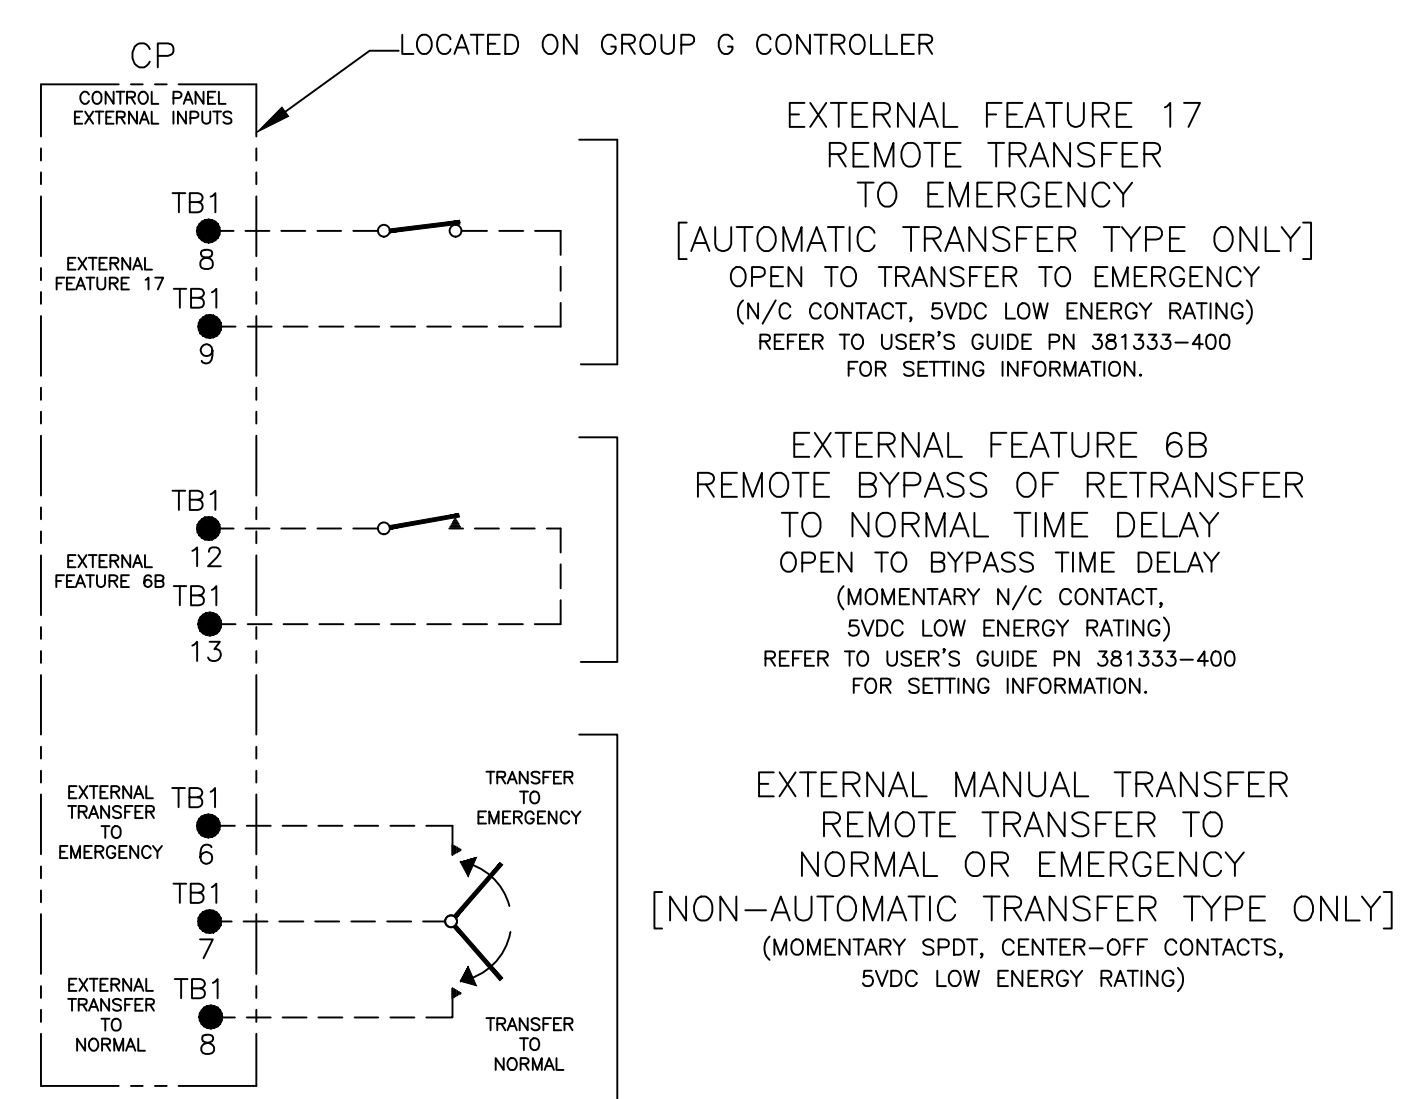 LOCATED ON GROUP G CONTROLLER
CP
CONTROL PANEL
EXTERNAL INPUTS
TB1
8
EXTERNAL
FEATURE 17
TB1
9
EXTERNAL FEATURE 17
REMOTE TRANSFER
TO EMERGENCY
[AUTOMATIC TRANSFER TYPE ONLY]
OPEN TO TRANSFER TO EMERGENCY
(N/C CONTACT, 5VDC LOW ENERGY RATING)
REFER TO USER'S GUIDE PN 381333-400
FOR SETTING INFORMATION.
TB1
12
EXTERNAL
FEATURE 6B
TB1
13
EXTERNAL FEATURE 6B
REMOTE BYPASS OF RETRANSFER
TO NORMAL TIME DELAY
OPEN TO BYPASS TIME DELAY
(MOMENTARY N/C CONTACT,
5VDC LOW ENERGY RATING)
REFER TO USER'S GUIDE PN 381333-400
FOR SETTING INFORMATION.
EXTERNAL
TRANSFER
TO
EMERGENCY
TB1
6
TB1
7
EXTERNAL
TRANSFER
TO
NORMAL
TB1
8
TRANSFER
TO
EMERGENCY
TRANSFER
TO
NORMAL
EXTERNAL MANUAL TRANSFER
REMOTE TRANSFER TO
NORMAL OR EMERGENCY
[NON-AUTOMATIC TRANSFER TYPE ONLY]
(MOMENTARY SPDT, CENTER-OFF CONTACTS,
5VDC LOW ENERGY RATING)